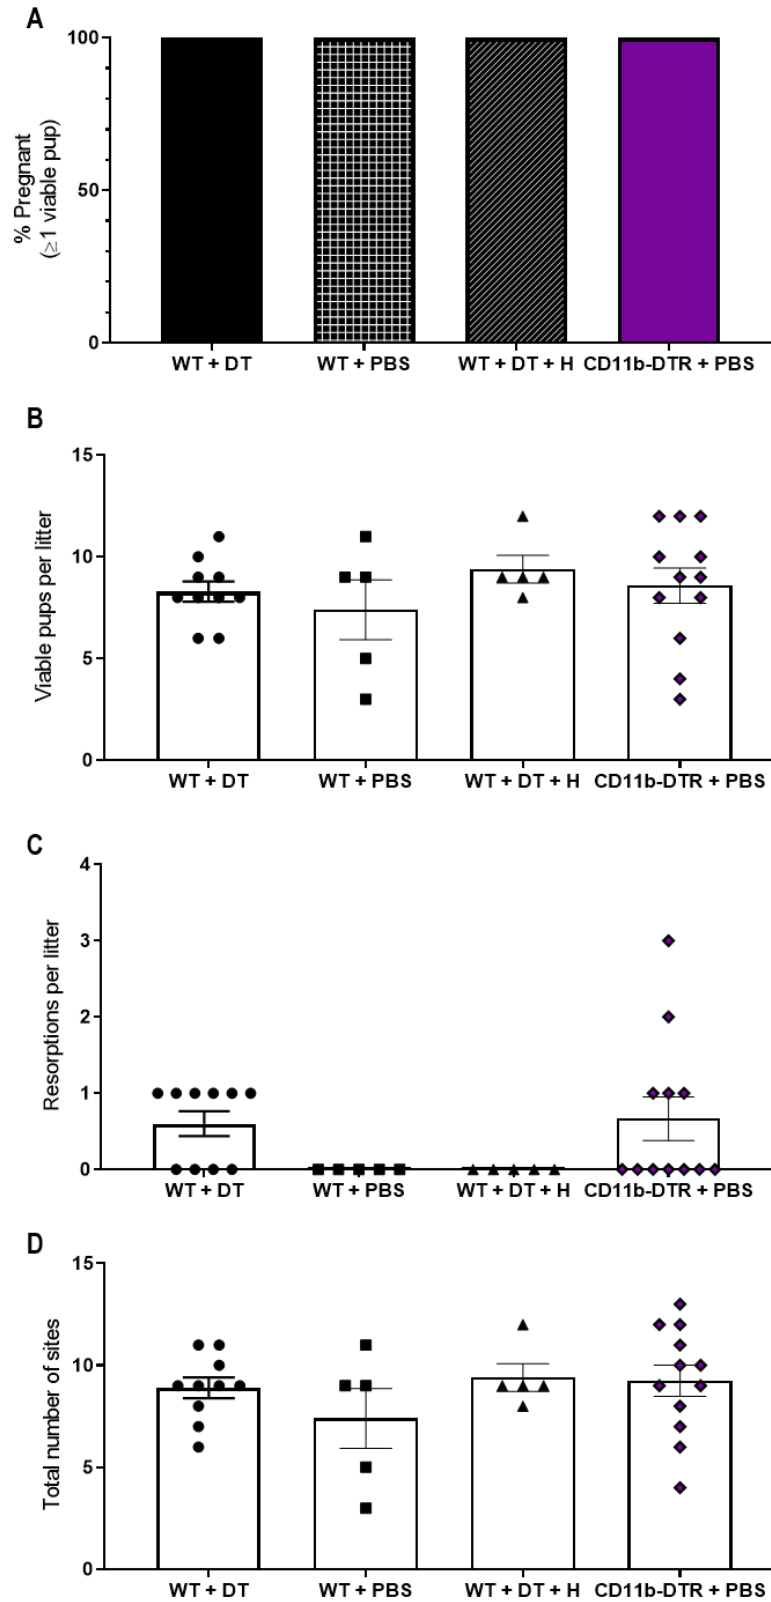 A
% Pregnant
(≥1 viable pup)
100
50
0
WT + DT
WT + PBS
WT + DT + H
CD11b-DTR + PBS
B
Viable pups per litter
15
10
5
0
WT + DT
WT + PBS
WT + DT + H
CD11b-DTR + PBS
C
Resorptions per litter
4
3
2
1
0
WT + DT
WT + PBS
WT + DT + H
CD11b-DTR + PBS
D
Total number of sites
15
10
5
0
WT + DT
WT + PBS
WT + DT + H
CD11b-DTR + PBS